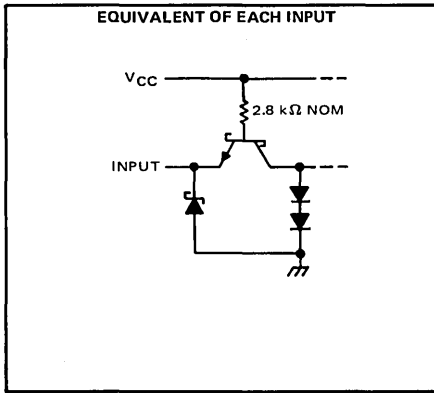 EQUIVALENT OF EACH INPUT
VCC
2.8 kΩ NOM
INPUT